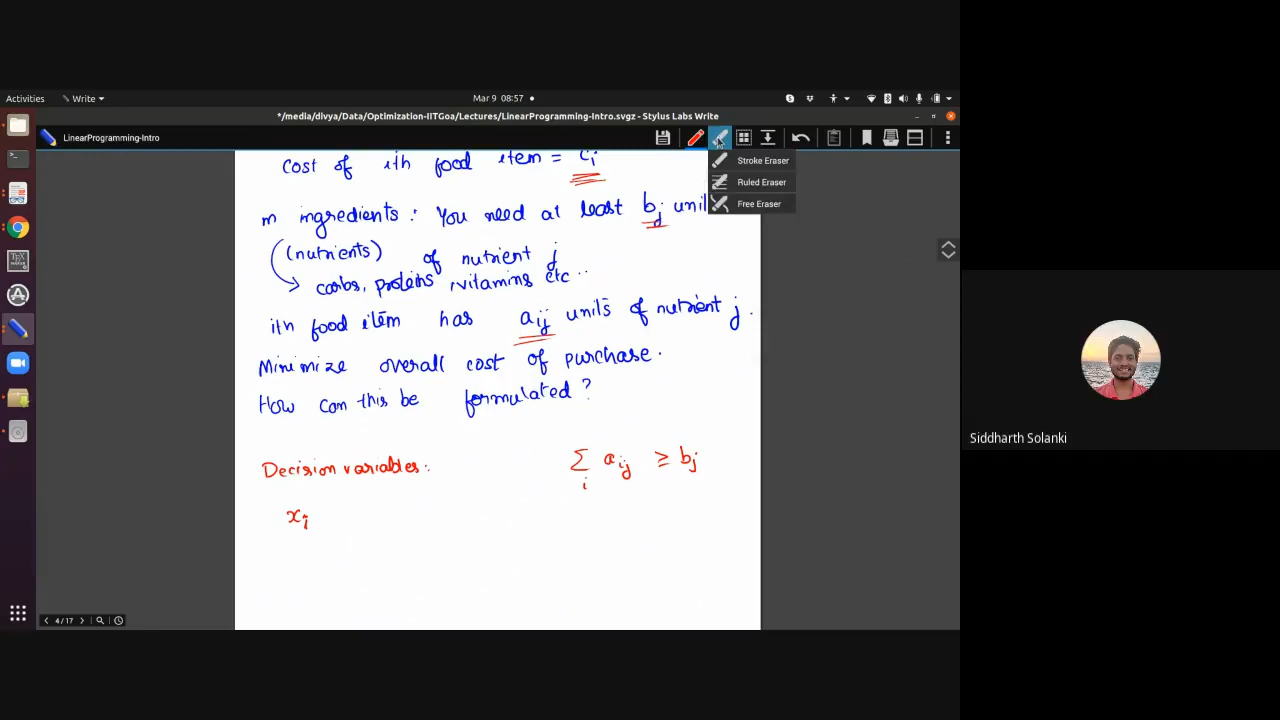 Activities
Write
Mar 9 08:57
*/media/divya/Data/Optimization-IITGoa/Lectures/LinearProgramming-Intro.svgz - Stylus Labs Write
LinearProgramming-Intro
Stroke Eraser
Ruled Eraser
Free Eraser
cost of ith food item = ci
m ingredients : You need at least bj unit
(nutrients) of nutrient j
carbs, proteins, vitamins etc ..
ith food item has aij units of nutrient j.
Minimize overall cost of purchase.
How can this be formulated?
Decision variables:
∑ aij ≥ bj
i
xi
Siddharth Solanki
4/17